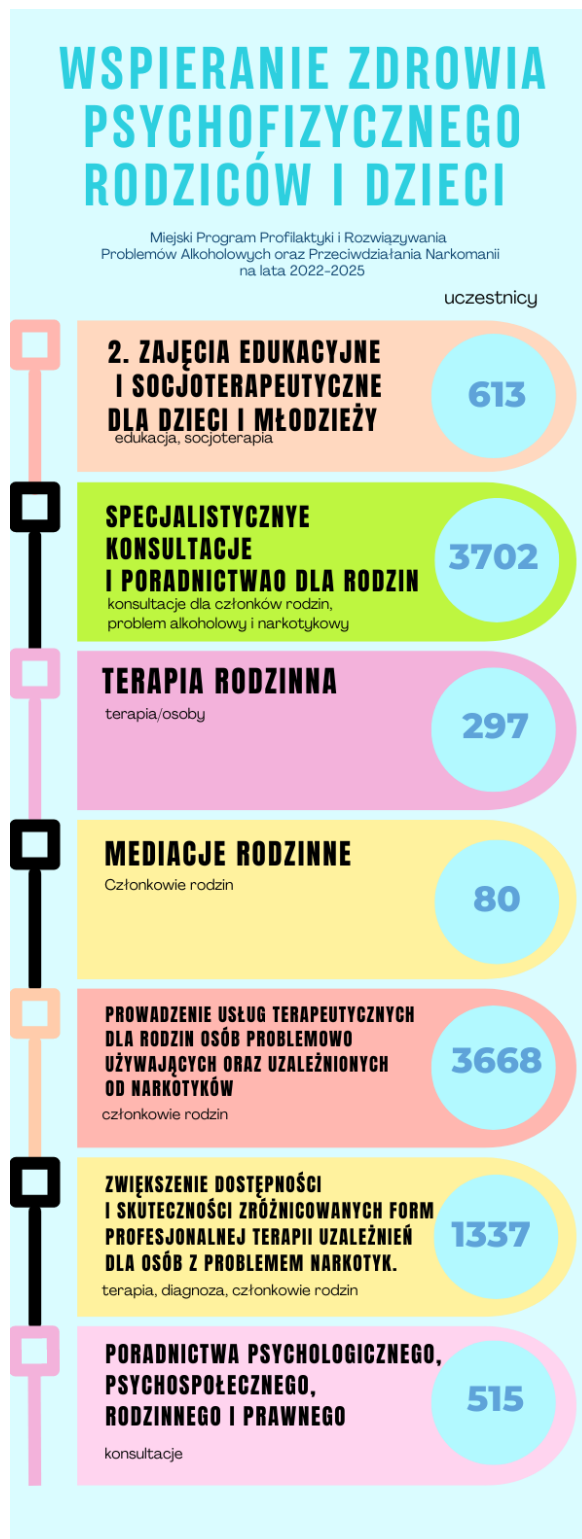 WSPIERANIE ZDROWIA
PSYCHOFIZYCZNEGO
RODZICÓW I DZIECI
Miejski Program Profilaktyki i Rozwiązywania
Problemów Alkoholowych oraz Przeciwdziałania Narkomanii
na lata 2022-2025
uczestnicy
2. ZAJĘCIA EDUKACYJNE
I SOCJOTERAPEUTYCZNE
DLA DZIECI I MŁODZIEŻY
edukacja, socjoterapia
613
SPECJALISTYCZNYE
KONSULTACJE
I PORADNICTWAO DLA RODZIN
konsultacje dla członków rodzin,
problem alkoholowy i narkotykowy
3702
TERAPIA RODZINNA
terapia/osoby
297
MEDIACJE RODZINNE
Członkowie rodzin
80
PROWADZENIE USŁUG TERAPEUTYCZNYCH
DLA RODZIN OSÓB PROBLEMOWO
UŻYWAJĄCYCH ORAZ UZALEŻNIONYCH
OD NARKOTYKÓW
członkowie rodzin
3668
ZWIĘKSZENIE DOSTĘPNOŚCI
I SKUTECZNOŚCI ZRÓŻNICOWANYCH FORM
PROFESJONALNEJ TERAPII UZALEŻNIEŃ
DLA OSÓB Z PROBLEMEM NARKOTYK.
terapia, diagnoza, członkowie rodzin
1337
PORADNICTWA PSYCHOLOGICZNEGO,
PSYCHOSPOŁECZNEGO,
RODZINNEGO I PRAWNEGO
konsultacje
515